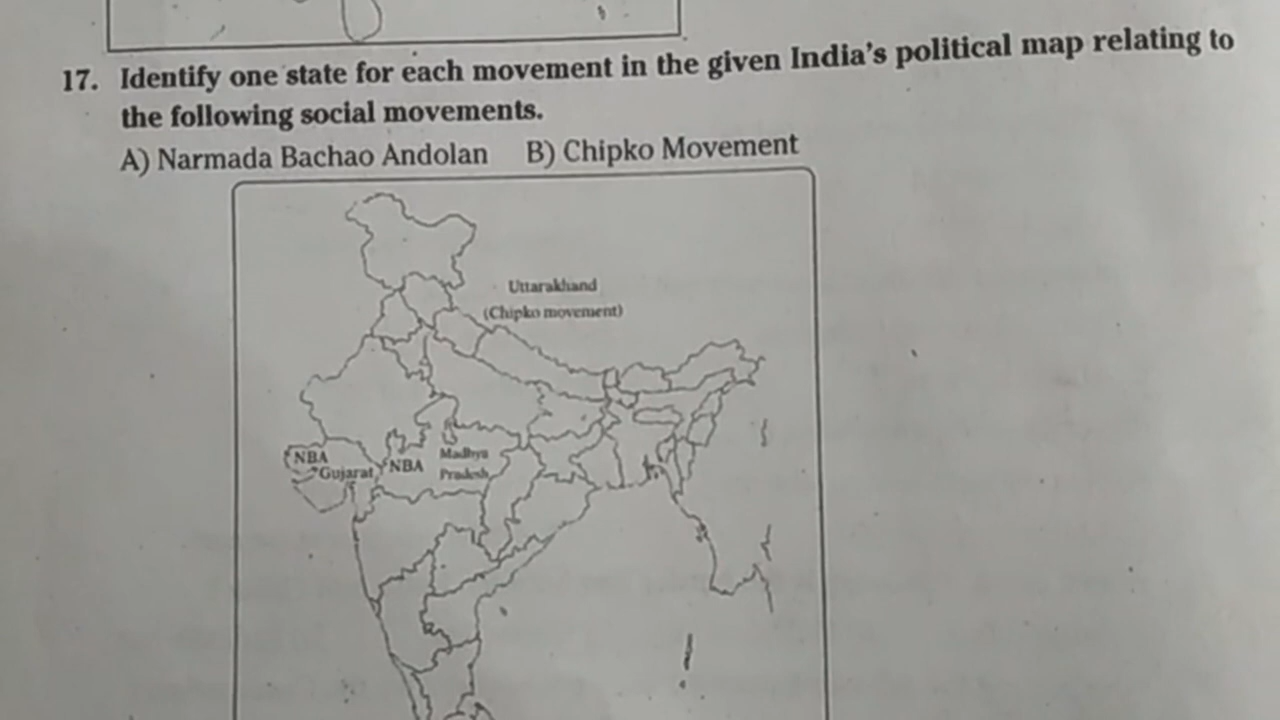 17. Identify one state for each movement in the given India's political map relating to
the following social movements.
A) Narmada Bachao Andolan B) Chipko Movement
Uttarakhand
(Chipko movement)
NBA
Gujarat
NBA
Madhya
Pradesh